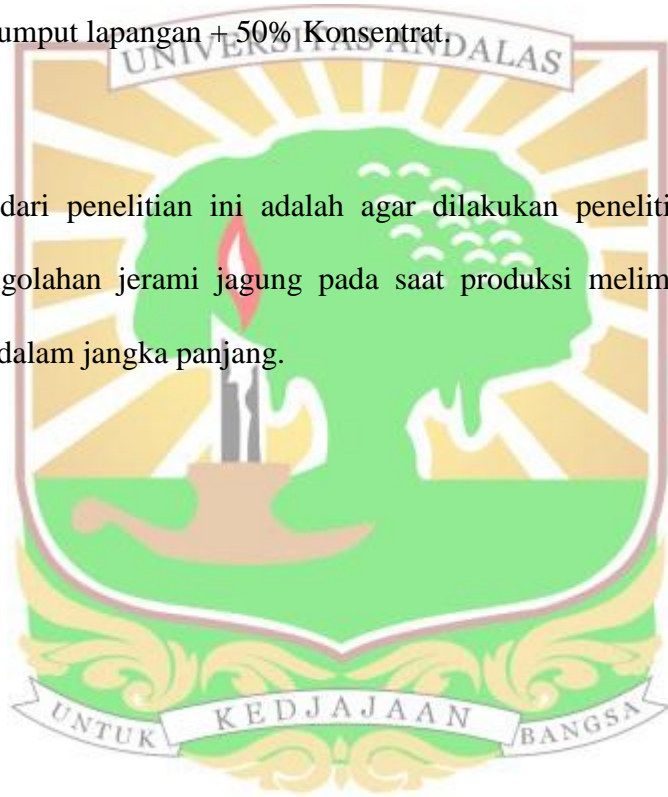 umput lapangan + 50% Konsentrat.
UNIVERSITAS ANDALAS
dari penelitian ini adalah agar dilakukan peneliti
golahan jerami jagung pada saat produksi melim
dalam jangka panjang.
UNTUK KEDJAJAAN BANGSA